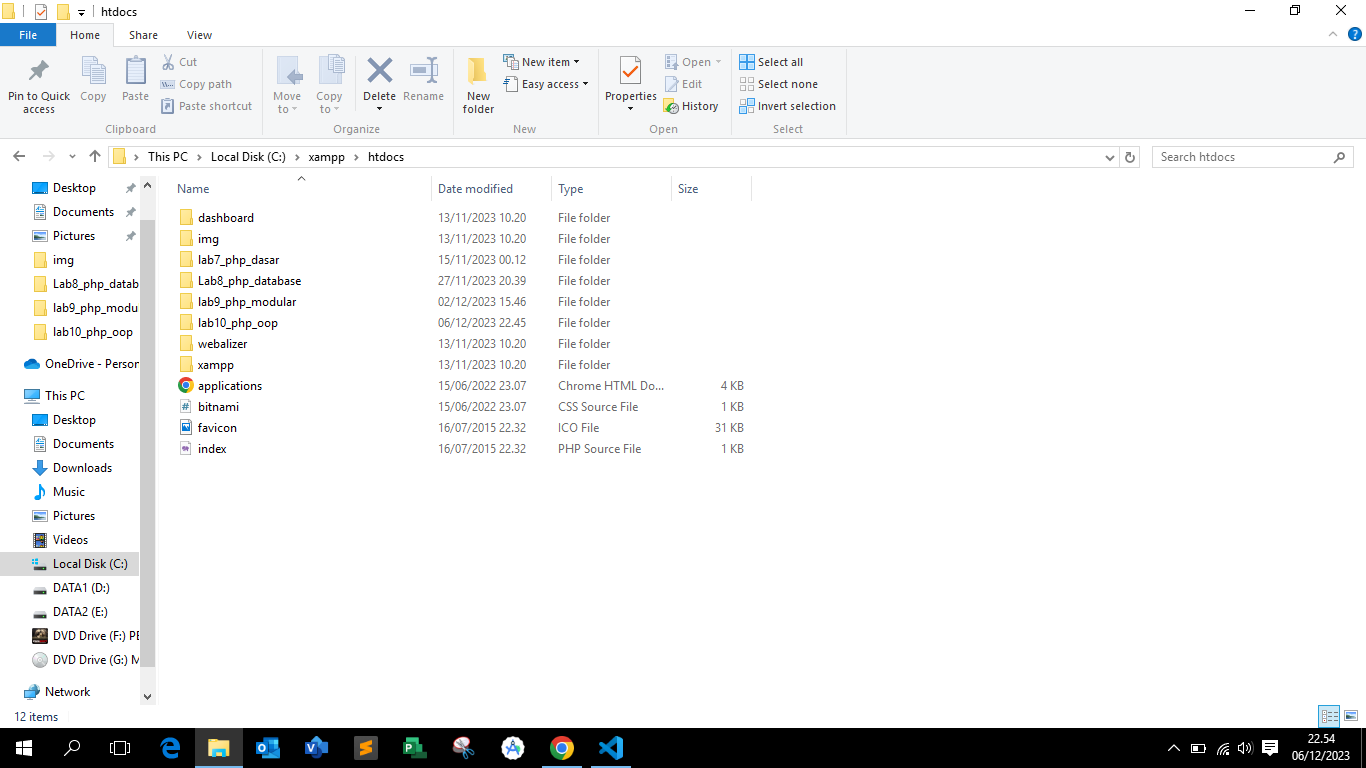 htdocs
File Home Share View
Pin to Quick access
Copy
Paste
Cut
Copy path
Paste shortcut
Clipboard
Move to
Copy to
Delete
Rename
Organize
New folder
New item
Easy access
New
Properties
Open
Edit
History
Open
Select all
Select none
Invert selection
Select
This PC > Local Disk (C:) > xampp > htdocs
Search htdocs
Desktop
Documents
Pictures
img
Lab8_php_datab
lab9_php_modu
lab10_php_oop
OneDrive - Person
This PC
Desktop
Documents
Downloads
Music
Pictures
Videos
Local Disk (C:)
DATA1 (D:)
DATA2 (E:)
DVD Drive (F:) PE
DVD Drive (G:) M
Network
Name Date modified Type Size
dashboard 13/11/2023 10.20 File folder
img 13/11/2023 10.20 File folder
lab7_php_dasar 15/11/2023 00.12 File folder
Lab8_php_database 27/11/2023 20.39 File folder
lab9_php_modular 02/12/2023 15.46 File folder
lab10_php_oop 06/12/2023 22.45 File folder
webalizer 13/11/2023 10.20 File folder
xampp 13/11/2023 10.20 File folder
applications 15/06/2022 23.07 Chrome HTML Do... 4 KB
bitnami 15/06/2022 23.07 CSS Source File 1 KB
favicon 16/07/2015 22.32 ICO File 31 KB
index 16/07/2015 22.32 PHP Source File 1 KB
12 items
22.54
06/12/2023